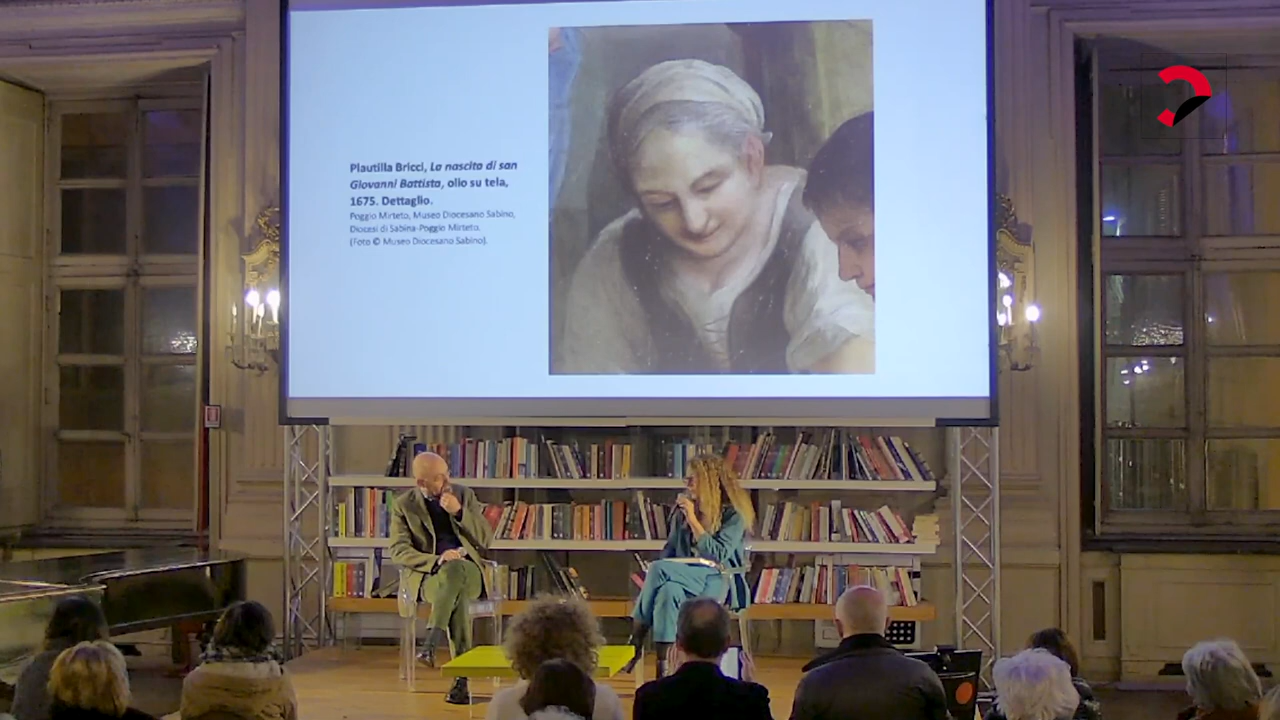 Plautilla Bricci, La nascita di san
Giovanni Battista, olio su tela,
1675. Dettaglio.
Poggio Mirteto, Museo Diocesano Sabino,
Diocesi di Sabina-Poggio Mirteto.
(Foto © Museo Diocesano Sabino).